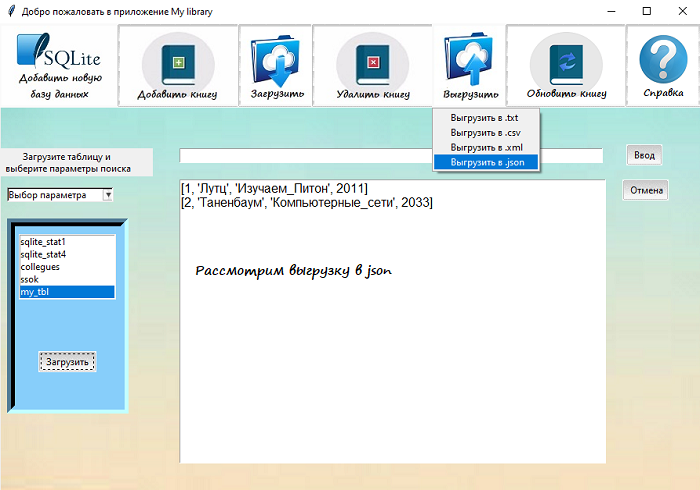 Добро пожаловать в приложение My library
SQLite
Добавить новую
базу данных
Добавить книгу
Загрузить
Удалить книгу
Выгрузить
Обновить книгу
Справка
Выгрузить в .txt
Выгрузить в .csv
Выгрузить в .xml
Выгрузить в .json
Загрузите таблицу и
выберите параметры поиска
Ввод
Выбор параметра
Отмена
[1, 'Лутц', 'Изучаем_Питон', 2011]
[2, 'Таненбаум', 'Компьютерные_сети', 2033]
sqlite_stat1
sqlite_stat4
collegues
ssok
my_tbl
Рассмотрим выгрузку в json
Загрузить